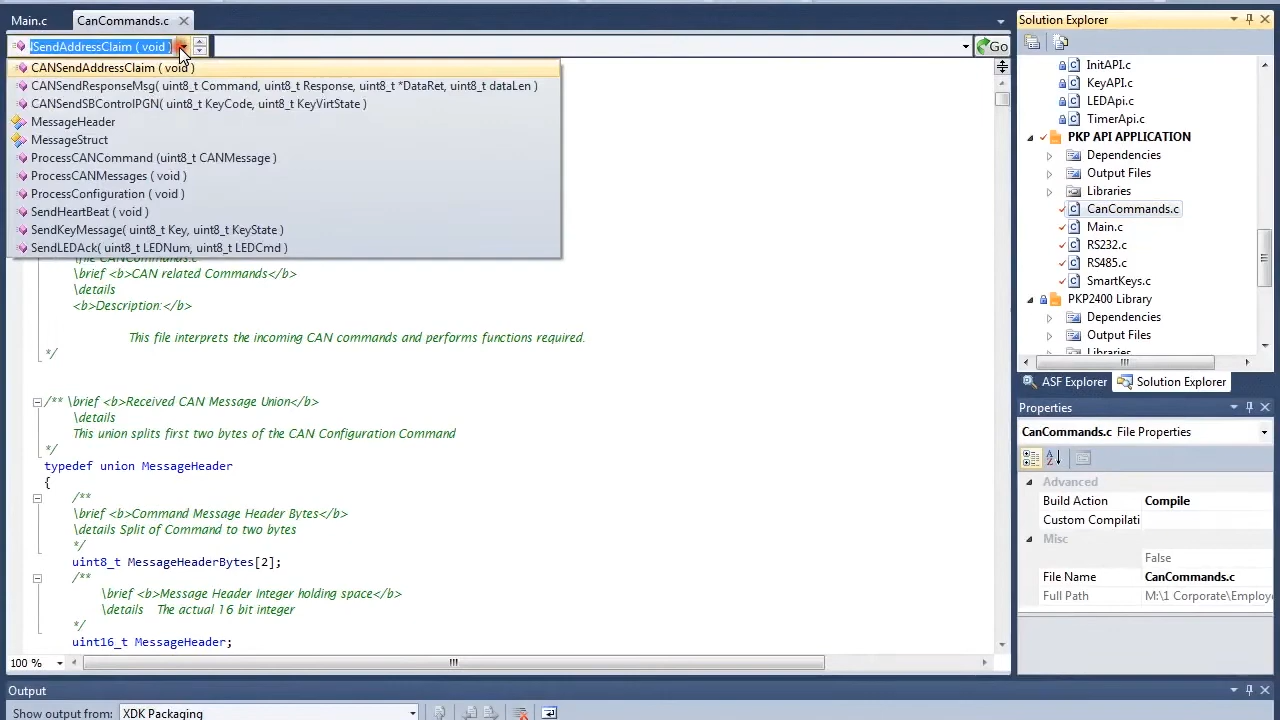 Main.c
CanCommands.c
Solution Explorer
SendAddressClaim ( void )
Go
CANSendAddressClaim ( void )
CANSendResponseMsg( uint8_t Command, uint8_t Response, uint8_t *DataRet, uint8_t dataLen )
CANSendSBControlPGN( uint8_t KeyCode, uint8_t KeyVirtState )
MessageHeader
MessageStruct
ProcessCANCommand (uint8_t CANMessage )
ProcessCANMessages ( void )
ProcessConfiguration ( void )
SendHeartBeat ( void )
SendKeyMessage( uint8_t Key, uint8_t KeyState )
SendLEDAck( uint8_t LEDNum, uint8_t LEDCmd )
\brief <b>CAN related Commands</b>
\details
<b>Description:</b>
This file interprets the incoming CAN commands and performs functions required.
*/
/** \brief <b>Received CAN Message Union</b>
\details
This union splits first two bytes of the CAN Configuration Command
*/
typedef union MessageHeader
{
/**
\brief <b>Command Message Header Bytes</b>
\details Split of Command to two bytes
*/
uint8_t MessageHeaderBytes[2];
/**
\brief <b>Message Header Integer holding space</b>
\details The actual 16 bit integer
*/
uint16_t MessageHeader;
100 %
InitAPI.c
KeyAPI.c
LEDApi.c
TimerApi.c
PKP API APPLICATION
Dependencies
Output Files
Libraries
CanCommands.c
Main.c
RS232.c
RS485.c
SmartKeys.c
PKP2400 Library
Dependencies
Output Files
Libraries
ASF Explorer
Solution Explorer
Properties
CanCommands.c File Properties
Advanced
Build Action Compile
Custom Compilati
Misc
False
File Name CanCommands.c
Full Path M:\1 Corporate\Employe
Output
Show output from: XDK Packaging